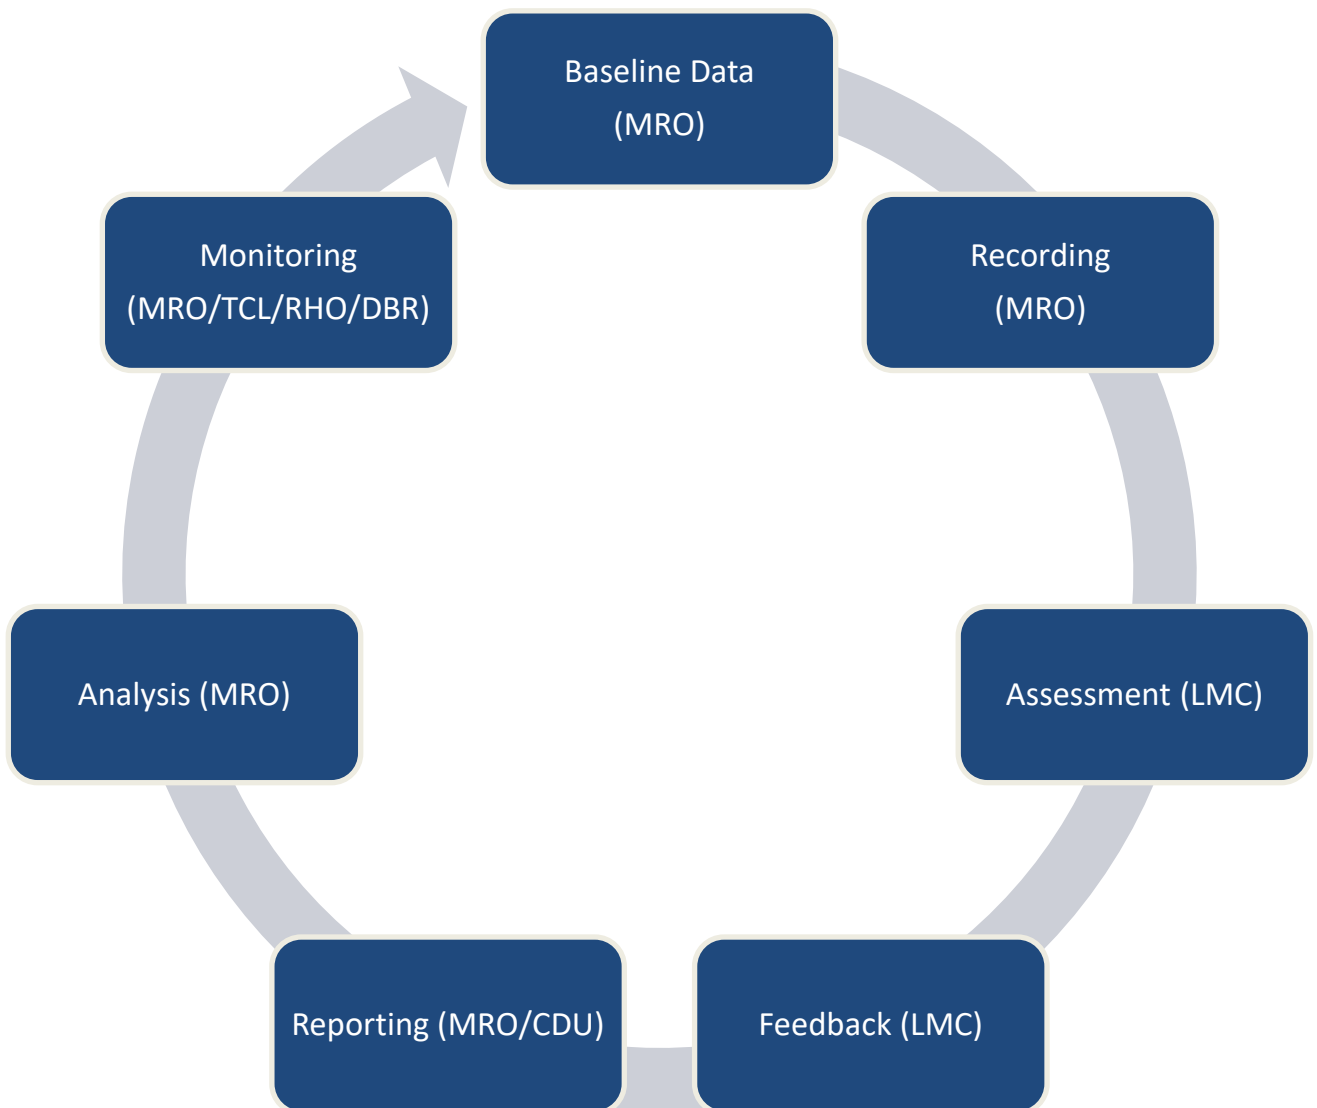 Baseline Data
(MRO)
Recording
(MRO)
Assessment (LMC)
Feedback (LMC)
Reporting (MRO/CDU)
Analysis (MRO)
Monitoring
(MRO/TCL/RHO/DBR)